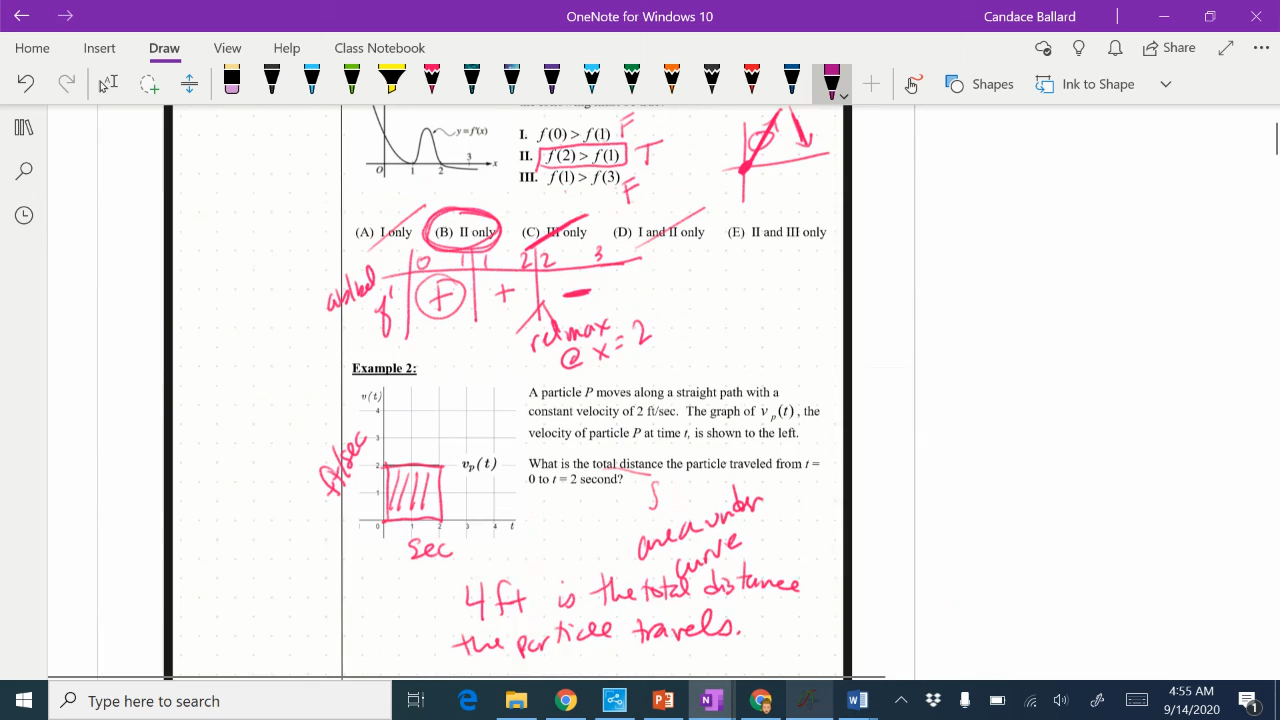 OneNote for Windows 10
Candace Ballard
Home Insert Draw View Help Class Notebook
Share
Shapes
Ink to Shape
y = f'(x)
O 1 2 3 x
I. f(0) > f(1) F
II. f(2) > f(1) T
III. f(1) > f(3) F
(A) I only (B) II only (C) III only (D) I and II only (E) II and III only
0 1 1 2 2 3
f' + + −
rel max
@ x = 2
Example 2:
v(t)
4
3
2
1
0 1 2 3 4 t
v p (t)
ft/sec
sec
A particle P moves along a straight path with a
constant velocity of 2 ft/sec. The graph of v p (t), the
velocity of particle P at time t, is shown to the left.
What is the total distance the particle traveled from t =
0 to t = 2 second?
∫
area under
curve
4 ft is the total distance
the particle travels.
Type here to search
4:55 AM
9/14/2020
1